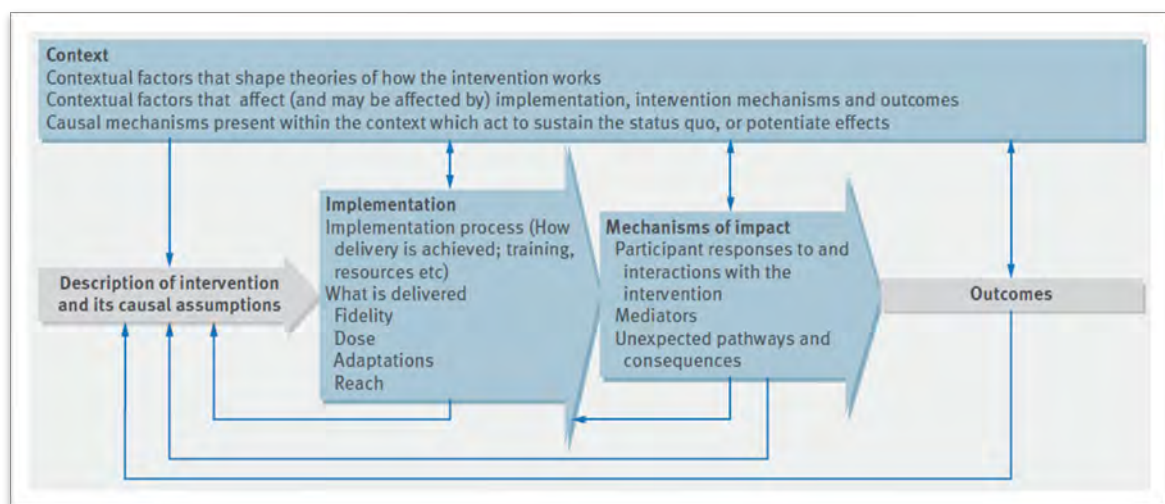 Context
Contextual factors that shape theories of how the intervention works
Contextual factors that affect (and may be affected by) implementation, intervention mechanisms and outcomes
Causal mechanisms present within the context which act to sustain the status quo, or potentiate effects
Description of intervention
and its causal assumptions
Implementation
Implementation process (How
delivery is achieved; training,
resources etc)
What is delivered
Fidelity
Dose
Adaptations
Reach
Mechanisms of impact
Participant responses to and
interactions with the
intervention
Mediators
Unexpected pathways and
consequences
Outcomes